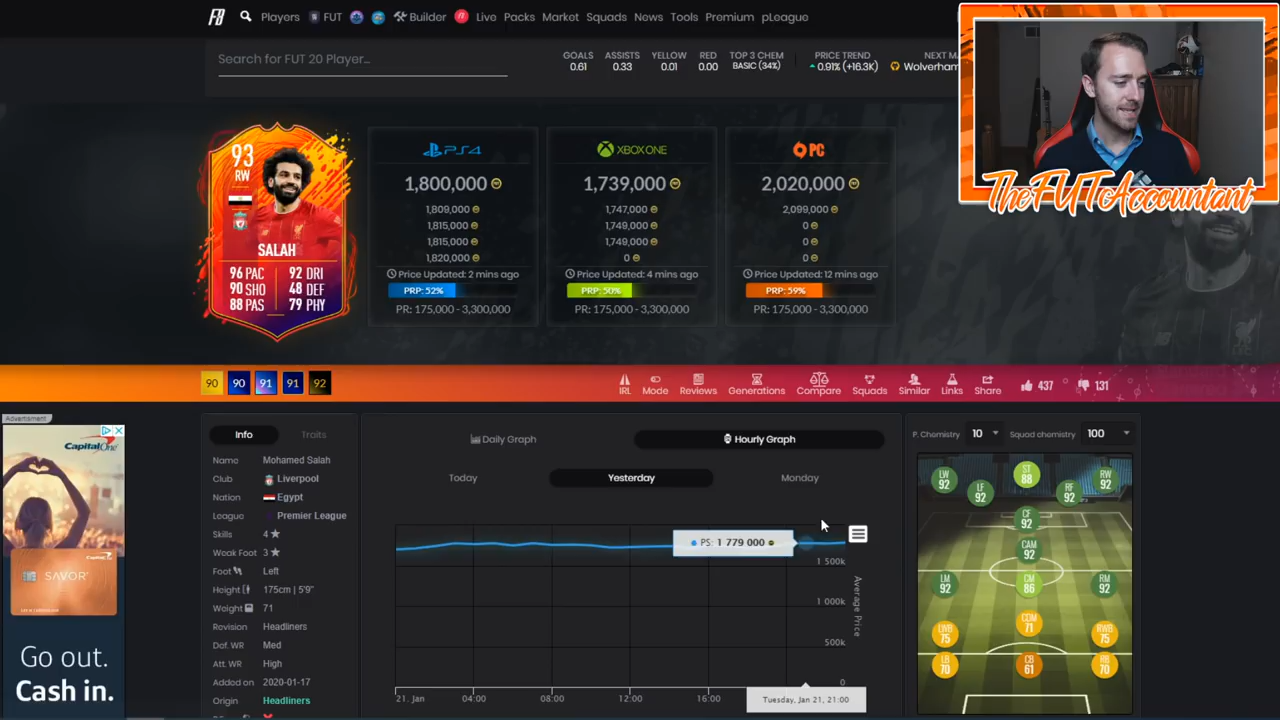 F8 Players FUT Builder Live Packs Market Squads News Tools Premium pLeague
Search for FUT 20 Player...
GOALS ASSISTS YELLOW RED TOP 3 CHEM PRICE TREND NEXT M
0.61 0.33 0.01 0.00 BASIC (34%) 0.91% (+16.3K) Wolverham
TheFUTAccountant
93
RW
SALAH
96 PAC 92 DRI
90 SHO 48 DEF
88 PAS 79 PHY
PS4
1,800,000
1,809,000
1,815,000
1,815,000
1,820,000
Price Updated: 2 mins ago
PRP: 52%
PR: 175,000 - 3,300,000
XBOX ONE
1,739,000
1,747,000
1,749,000
1,749,000
0
Price Updated: 4 mins ago
PRP: 50%
PR: 175,000 - 3,300,000
PC
2,020,000
2,099,000
0
0
0
Price Updated: 12 mins ago
PRP: 59%
PR: 175,000 - 3,300,000
90 90 91 91 92
IRL Mode Reviews Generations Compare Squads Similar Links Share 437 131
Advertisement
Capital One
SAVOR
Go out.
Cash in.
Info Traits
Name Mohamed Salah
Club Liverpool
Nation Egypt
League Premier League
Skills 4★
Weak Foot 3★
Foot Left
Height 175cm | 5'9"
Weight 71
Revision Headliners
Def. WR Med
Att. WR High
Added on 2020-01-17
Origin Headliners
Daily Graph Hourly Graph
Today Yesterday Monday
PS: 1 779 000
1 500k
1 000k
500k
0
Average Price
21. Jan 04:00 08:00 12:00 16:00
Tuesday, Jan 21, 21:00
P. Chemistry 10 Squad chemistry 100
LW 92
ST 88
RW 92
LF 92
RF 92
CF 92
CAM 92
LM 92
CM 86
RM 92
LWB 75
CDM 71
RWB 75
LB 70
CB 61
RB 70